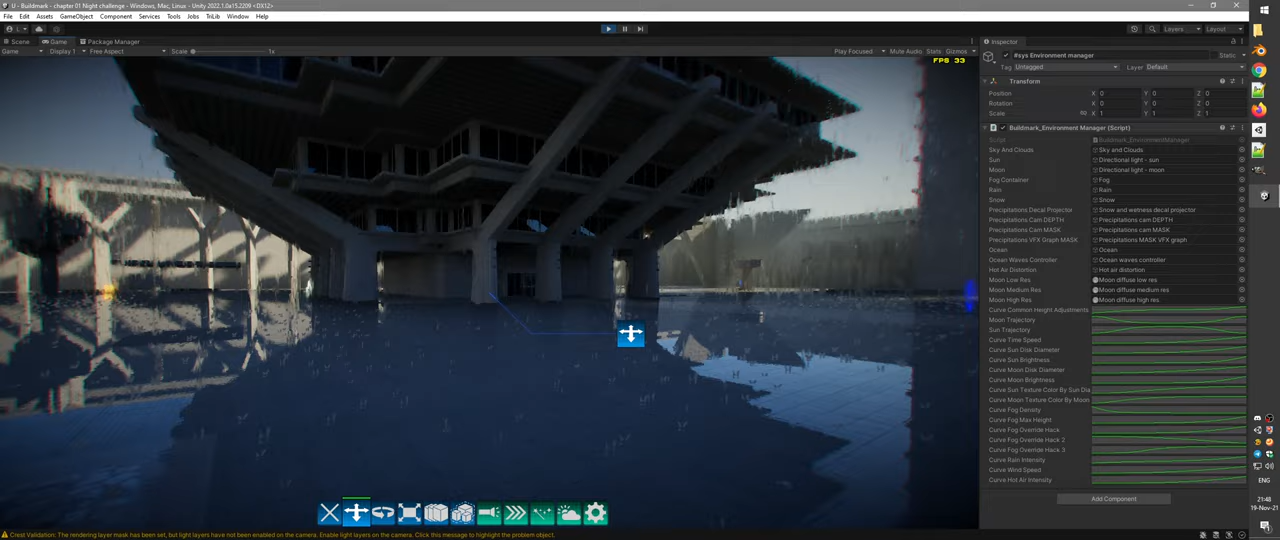 U - Buildmark - chapter 01 Night challenge - Windows, Mac, Linux - Unity 2022.1.0a15.2209 <DX12>
File Edit Assets GameObject Component Services Tools Jobs TriLib Window Help
L
Layers Layout
Scene Game Package Manager
Game Display 1 Free Aspect Scale 1x Play Focused Mute Audio Stats Gizmos
FPS 33
Inspector
#sys Environment manager Static
Tag Untagged Layer Default
Transform
Position X 0 Y 0 Z 0
Rotation X 0 Y 0 Z 0
Scale X 1 Y 1 Z 1
Buildmark_Environment Manager (Script)
Script Buildmark_EnvironmentManager
Sky And Clouds Sky and Clouds
Sun Directional light - sun
Moon Directional light - moon
Fog Container Fog
Rain Rain
Snow Snow
Precipitations Decal Projector Snow and wetness decal projector
Precipitations Cam DEPTH Precipitations cam DEPTH
Precipitations Cam MASK Precipitations cam MASK
Precipitations VFX Graph MASK Precipitations MASK VFX graph
Ocean Ocean
Ocean Waves Controller Ocean waves controller
Hot Air Distortion Hot air distortion
Moon Low Res Moon diffuse low res
Moon Medium Res Moon diffuse medium res
Moon High Res Moon diffuse high res
Curve Common Height Adjustments
Moon Trajectory
Sun Trajectory
Curve Time Speed
Curve Sun Disk Diameter
Curve Sun Brightness
Curve Moon Disk Diameter
Curve Moon Brightness
Curve Sun Texture Color By Sun Dia
Curve Moon Texture Color By Moon
Curve Fog Density
Curve Fog Max Height
Curve Fog Override Hack
Curve Fog Override Hack 2
Curve Fog Override Hack 3
Curve Rain Intensity
Curve Wind Speed
Curve Hot Air Intensity
Add Component
ENG
21:48
19-Nov-21
Crest Validation: The rendering layer mask has been set, but light layers have not been enabled on the camera. Enable light layers on the camera. Click this message to highlight the problem object.